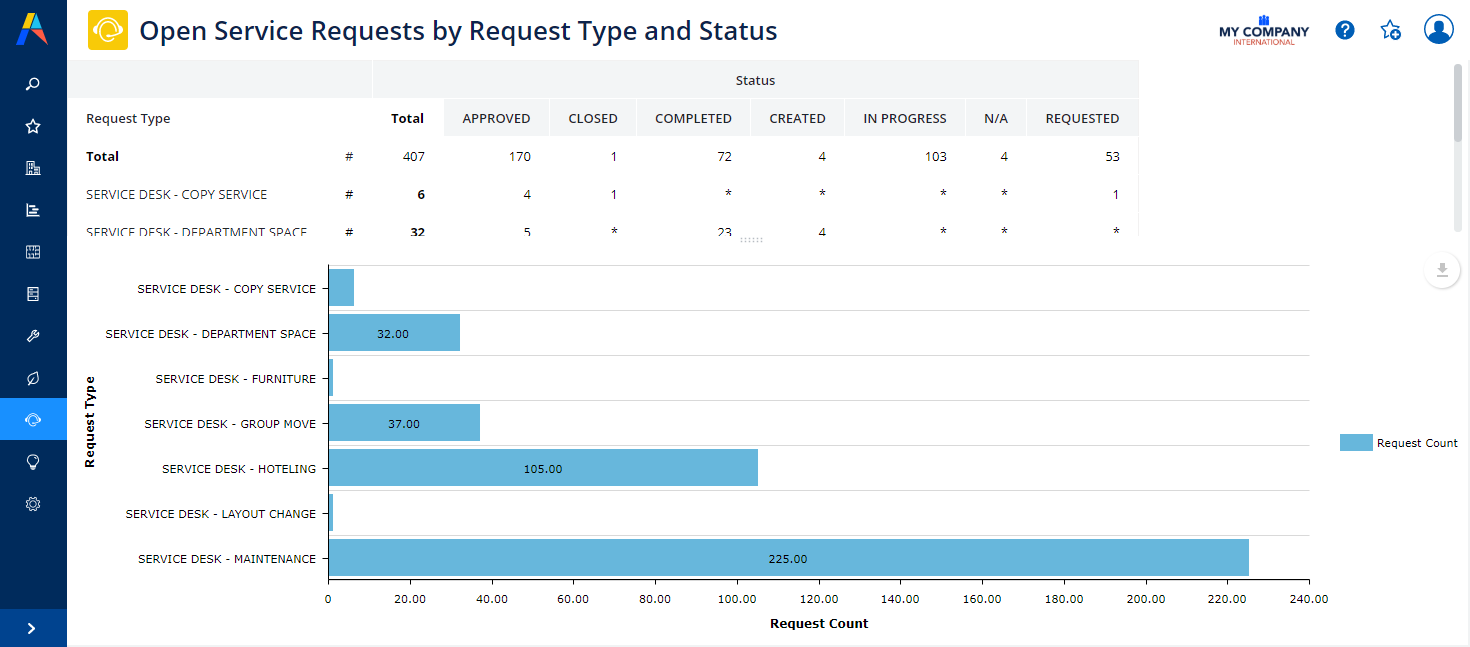 Open Service Requests by Request Type and Status
MY COMPANY
INTERNATIONAL
?
Status
Request Type Total APPROVED CLOSED COMPLETED CREATED IN PROGRESS N/A REQUESTED
Total # 407 170 1 72 4 103 4 53
SERVICE DESK - COPY SERVICE # 6 4 1 * * * * 1
SERVICE DESK - DEPARTMENT SPACE # 32 5 * 23 4 * * *
SERVICE DESK - COPY SERVICE
SERVICE DESK - DEPARTMENT SPACE 32.00
SERVICE DESK - FURNITURE
SERVICE DESK - GROUP MOVE 37.00
SERVICE DESK - HOTELING 105.00
SERVICE DESK - LAYOUT CHANGE
SERVICE DESK - MAINTENANCE 225.00
Request Type
Request Count
0 20.00 40.00 60.00 80.00 100.00 120.00 140.00 160.00 180.00 200.00 220.00 240.00
Request Count